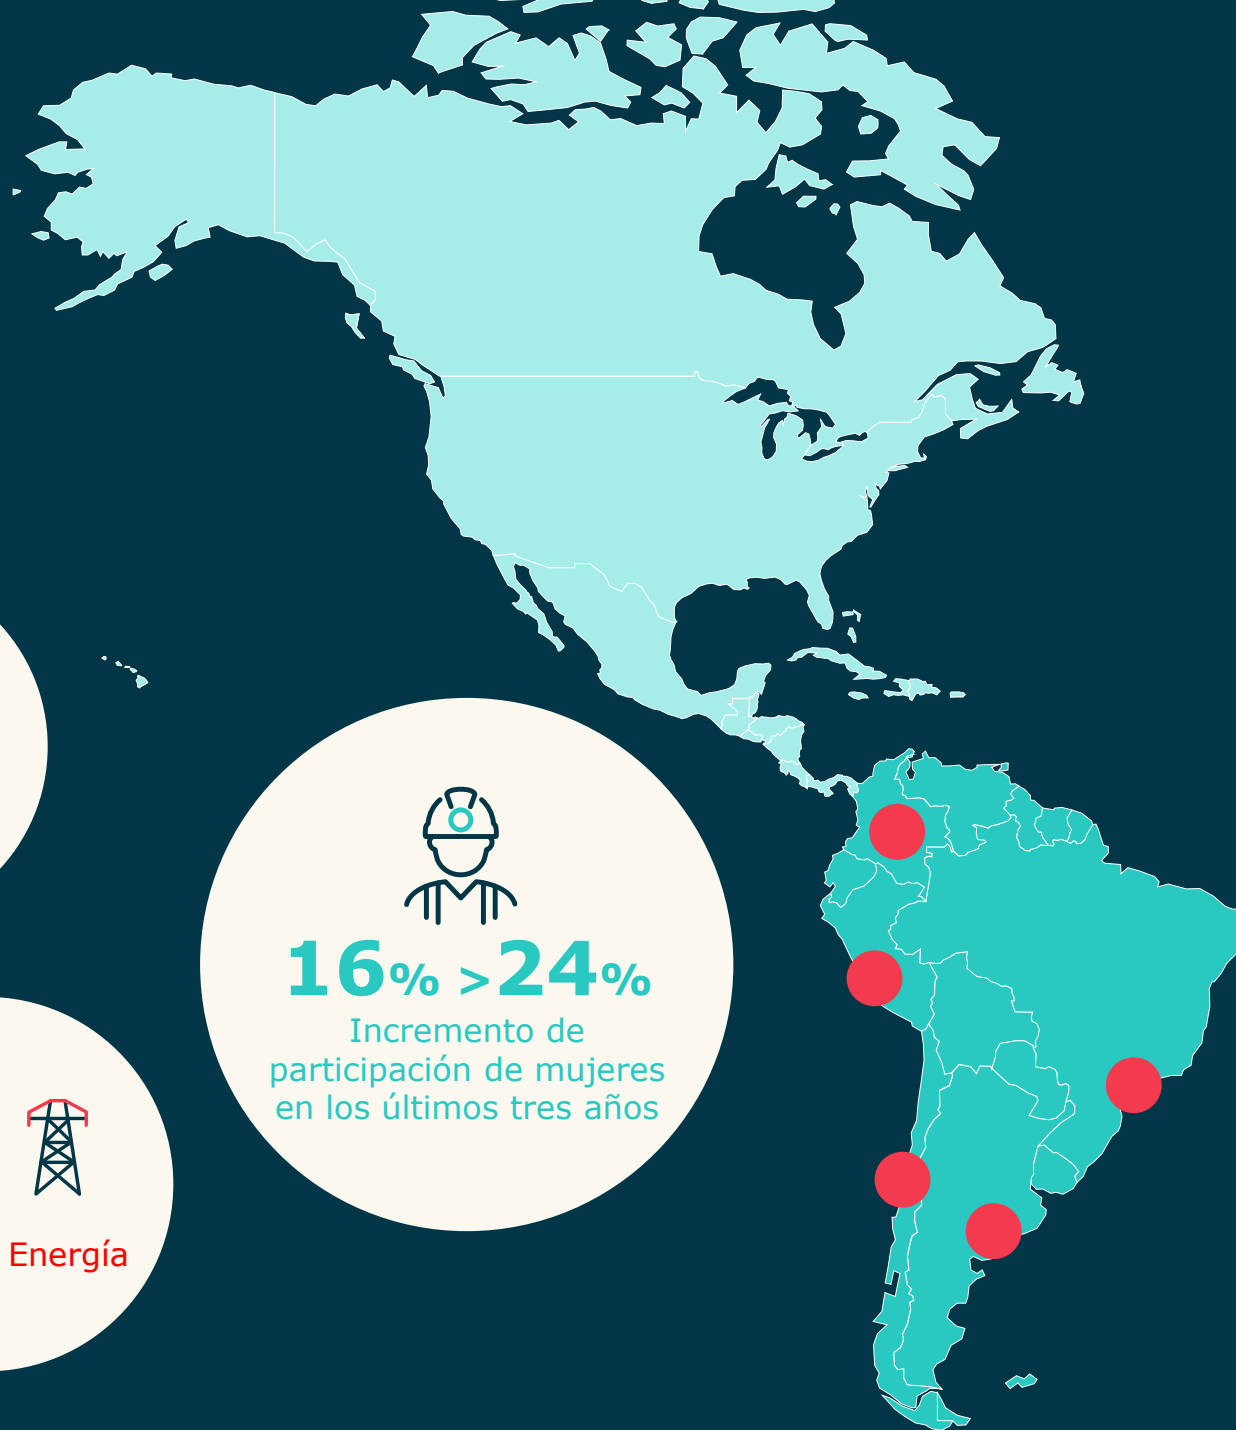 16% >24%
Incremento de
participación de mujeres
en los últimos tres años
Energía